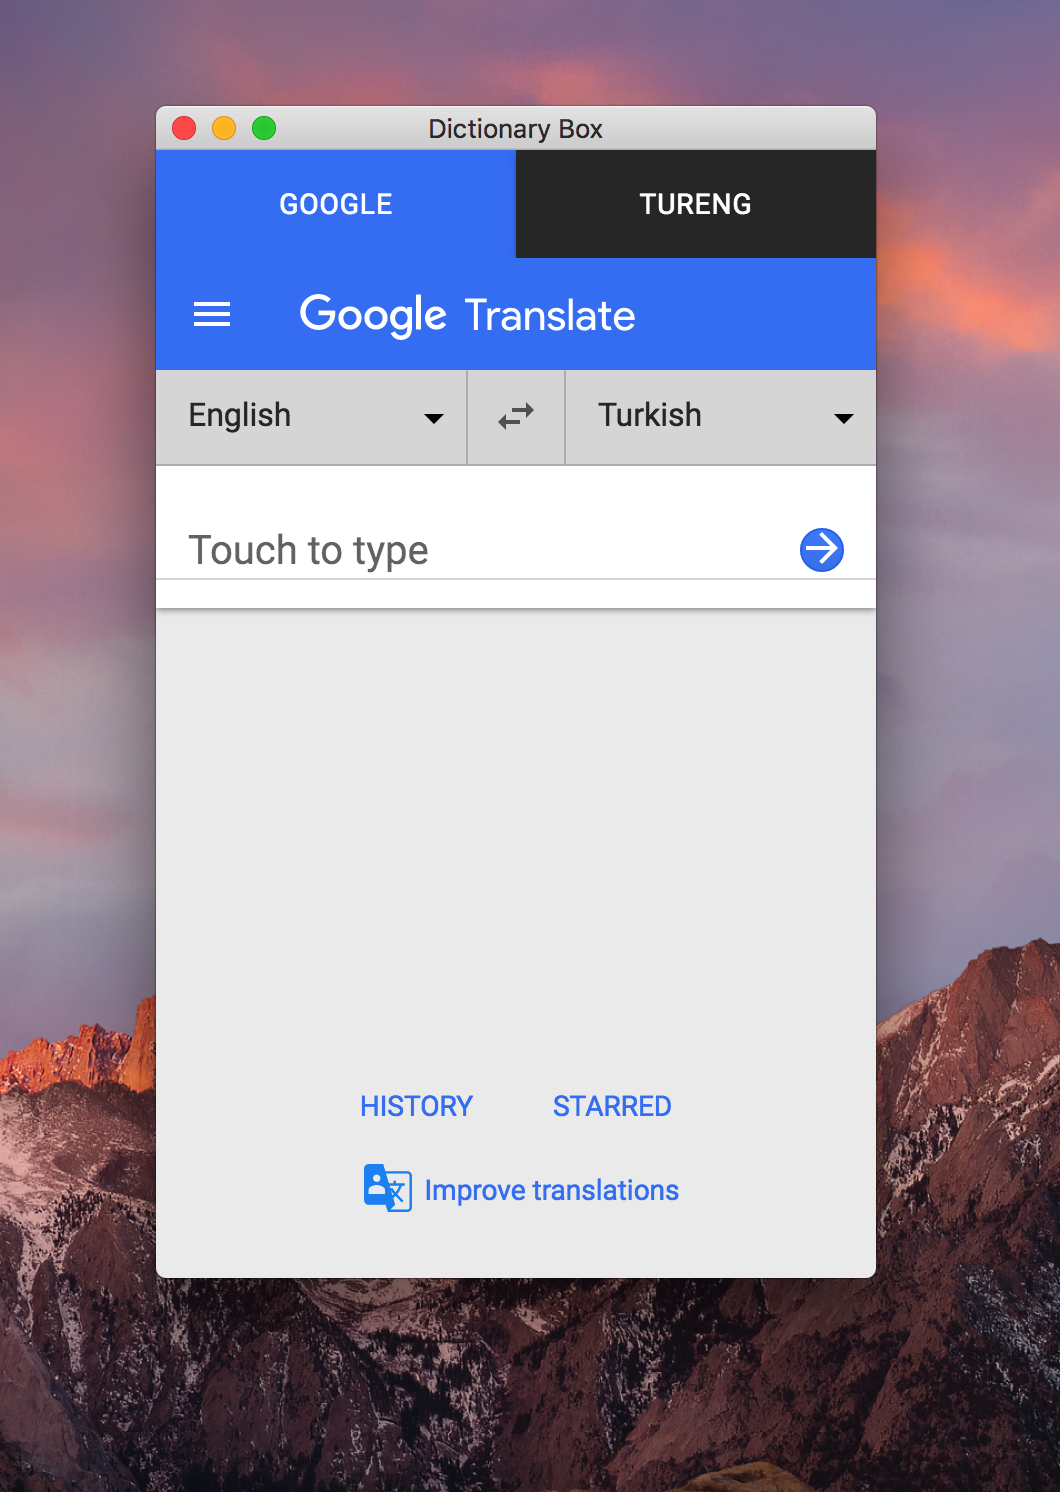 Dictionary Box
GOOGLE TURENG
Google Translate
English Turkish
Touch to type
HISTORY STARRED
Improve translations